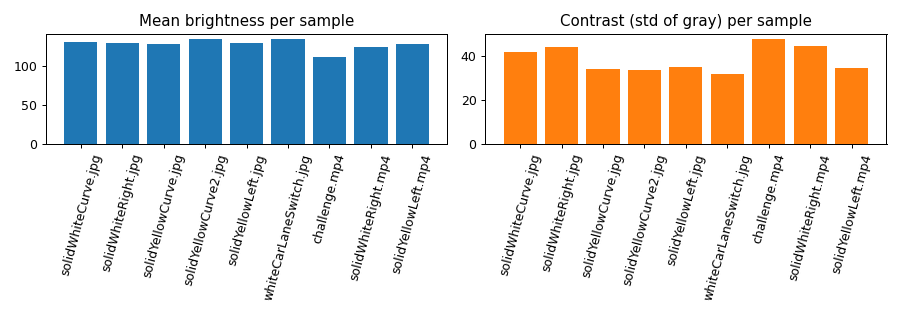 Mean brightness per sample
100
50
0
solidWhiteCurve.jpg
solidWhiteRight.jpg
solidYellowCurve.jpg
solidYellowCurve2.jpg
solidYellowLeft.jpg
whiteCarLaneSwitch.jpg
challenge.mp4
solidWhiteRight.mp4
solidYellowLeft.mp4
Contrast (std of gray) per sample
40
20
0
solidWhiteCurve.jpg
solidWhiteRight.jpg
solidYellowCurve.jpg
solidYellowCurve2.jpg
solidYellowLeft.jpg
whiteCarLaneSwitch.jpg
challenge.mp4
solidWhiteRight.mp4
solidYellowLeft.mp4